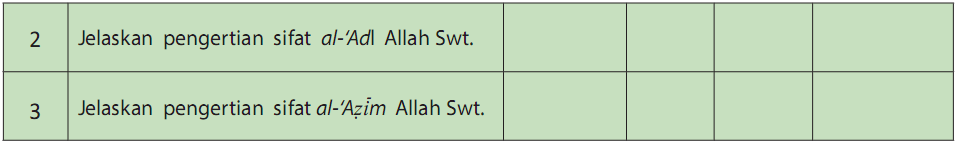 2 Jelaskan pengertian sifat al-‘Adl Allah Swt.
3 Jelaskan pengertian sifat al-‘Aẓīm Allah Swt.